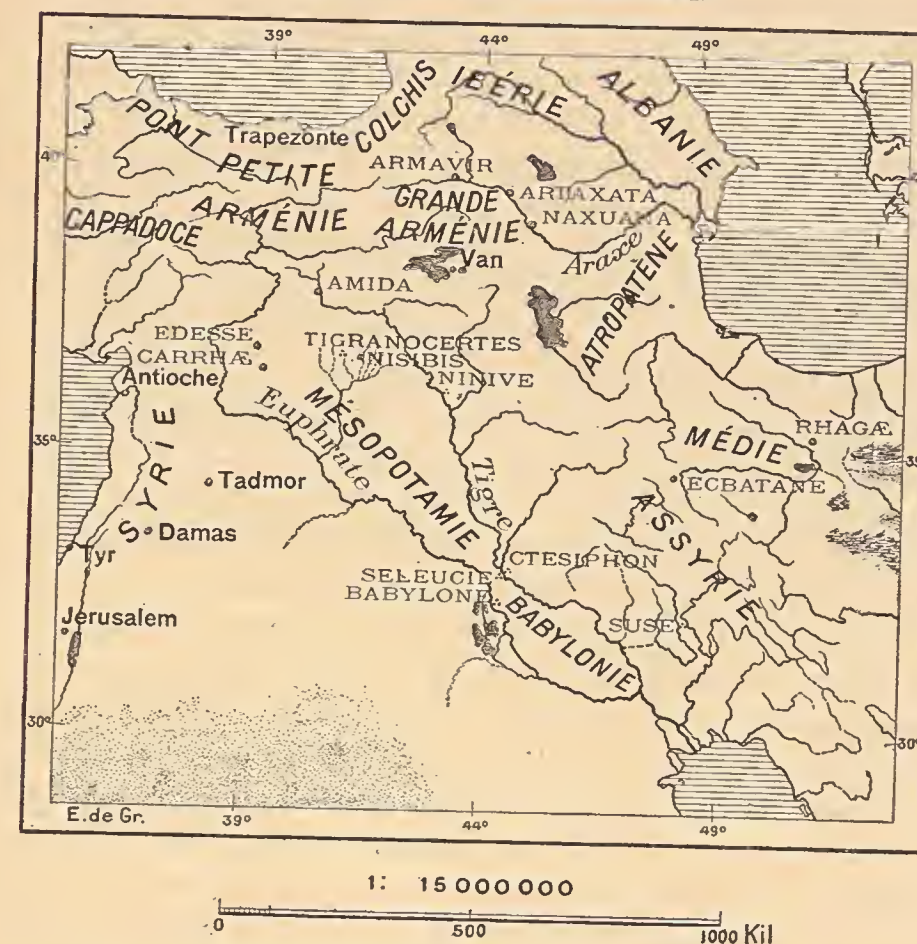 39°
44°
49°
PONT
Trapezonte
COLCHIS
IBÉRIE
ALBANIE
PETITE
ARMÉNIE
ARMAVIR
GRANDE
ARMÉNIE
ARTAXATA
NAXUANA
CAPPADOCE
Araxe
Van
AMIDA
ATROPATÈNE
EDESSE
CARRHÆ
Antioche
TIGRANOCERTES
NISIBIS
NINIVE
Euphrate
MÉSOPOTAMIE
SYRIE
35°
RHAGÆ
MÉDIE
35°
Tigre
Tadmor
ECBATANE
ASSYRIE
Damas
Tyr
CTESIPHON
SELEUCIE
BABYLONE
BABYLONIE
SUSE
Jerusalem
30°
30°
E. de Gr.
39°
44°
49°
1: 15 000 000
0 500 1000 Kil